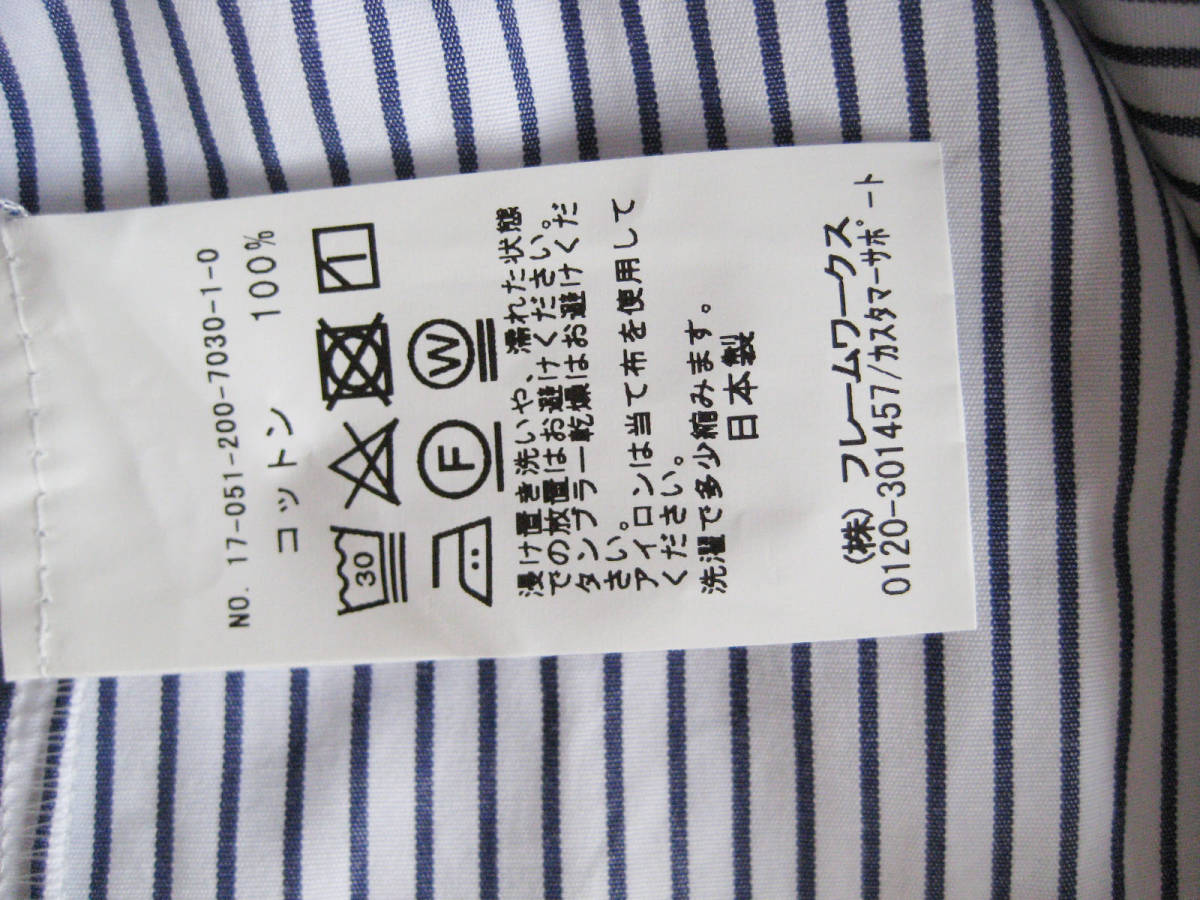 NO. 17-051-200-7030-1-0
コットン 100%
30
F W
浸け置き洗いや、濡れた状態
での放置はお避けください。
タンブラー乾燥はお避けくだ
さい。
アイロンは当て布を使用して
ください。
洗濯で多少縮みます。
日本製
(株) フレームワークス
0120-301457/カスタマーサポート